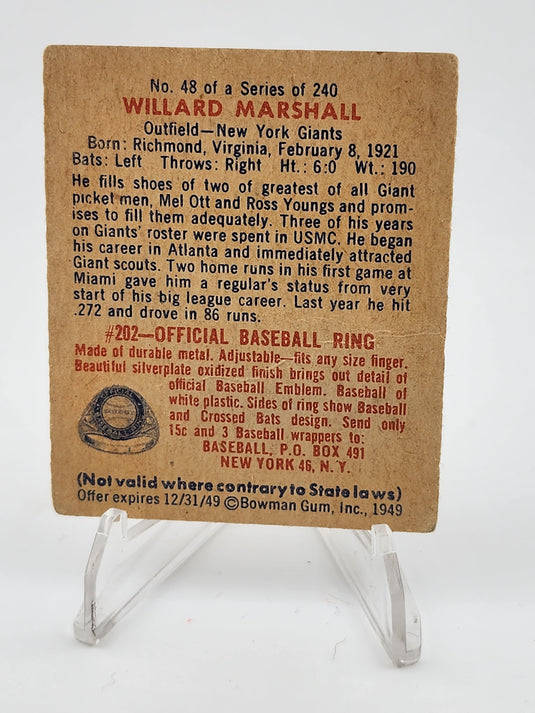 No. 48 of a Series of 240
WILLARD MARSHALL
Outfield—New York Giants
Born: Richmond, Virginia, February 8, 1921
Bats: Left Throws: Right Ht.: 6:0 Wt.: 190
He fills shoes of two of greatest of all Giant
picket men, Mel Ott and Ross Youngs and prom-
ises to fill them adequately. Three of his years
on Giants' roster were spent in USMC. He began
his career in Atlanta and immediately attracted
Giant scouts. Two home runs in his first game at
Miami gave him a regular's status from very
start of his big league career. Last year he hit
.272 and drove in 86 runs.
#202—OFFICIAL BASEBALL RING
Made of durable metal. Adjustable—fits any size finger.
Beautiful silverplate oxidized finish brings out detail of
official Baseball Emblem. Baseball of
white plastic. Sides of ring show Baseball
and Crossed Bats design. Send only
15c and 3 Baseball wrappers to:
BASEBALL, P.O. BOX 491
NEW YORK 46, N. Y.
(Not valid where contrary to State laws)
Offer expires 12/31/49 ©Bowman Gum, Inc., 1949